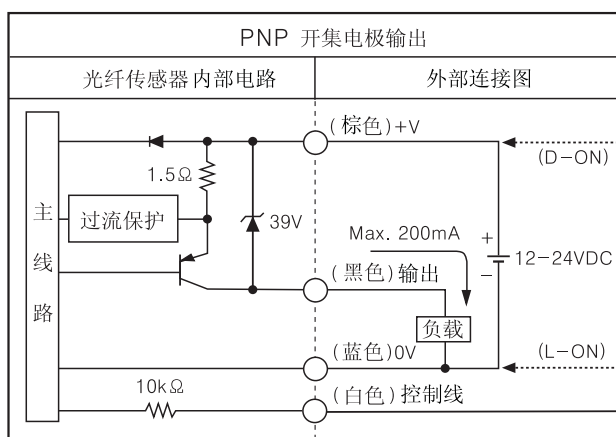 PNP 开集电极输出
光纤传感器内部电路
外部连接图
(棕色)+V
(D-ON)
1.5Ω
主线路
过流保护
39V
Max. 200mA
+
12-24VDC
-
(黑色)输出
负载
(蓝色)0V
(L-ON)
10kΩ
(白色)控制线